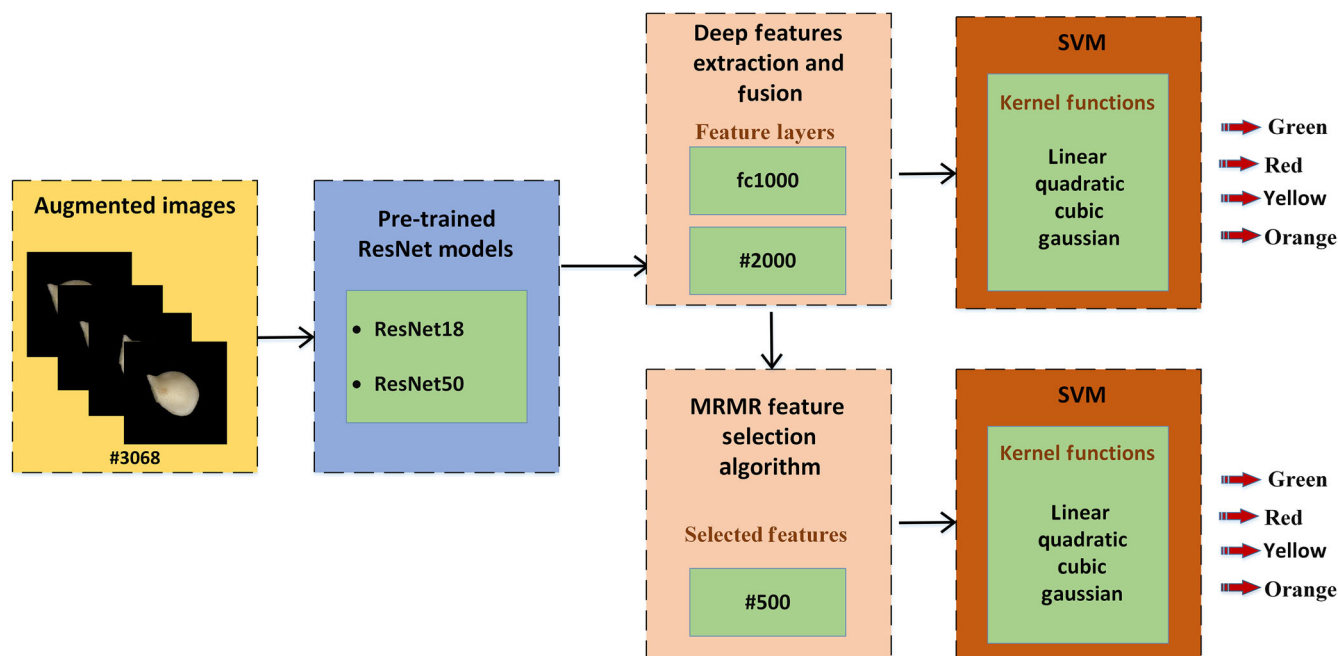 Augmented images
#3068
Pre-trained
ResNet models
• ResNet18
• ResNet50
Deep features
extraction and
fusion
Feature layers
fc1000
#2000
SVM
Kernel functions
Linear
quadratic
cubic
gaussian
Green
Red
Yellow
Orange
MRMR feature
selection
algorithm
Selected features
#500
SVM
Kernel functions
Linear
quadratic
cubic
gaussian
Green
Red
Yellow
Orange